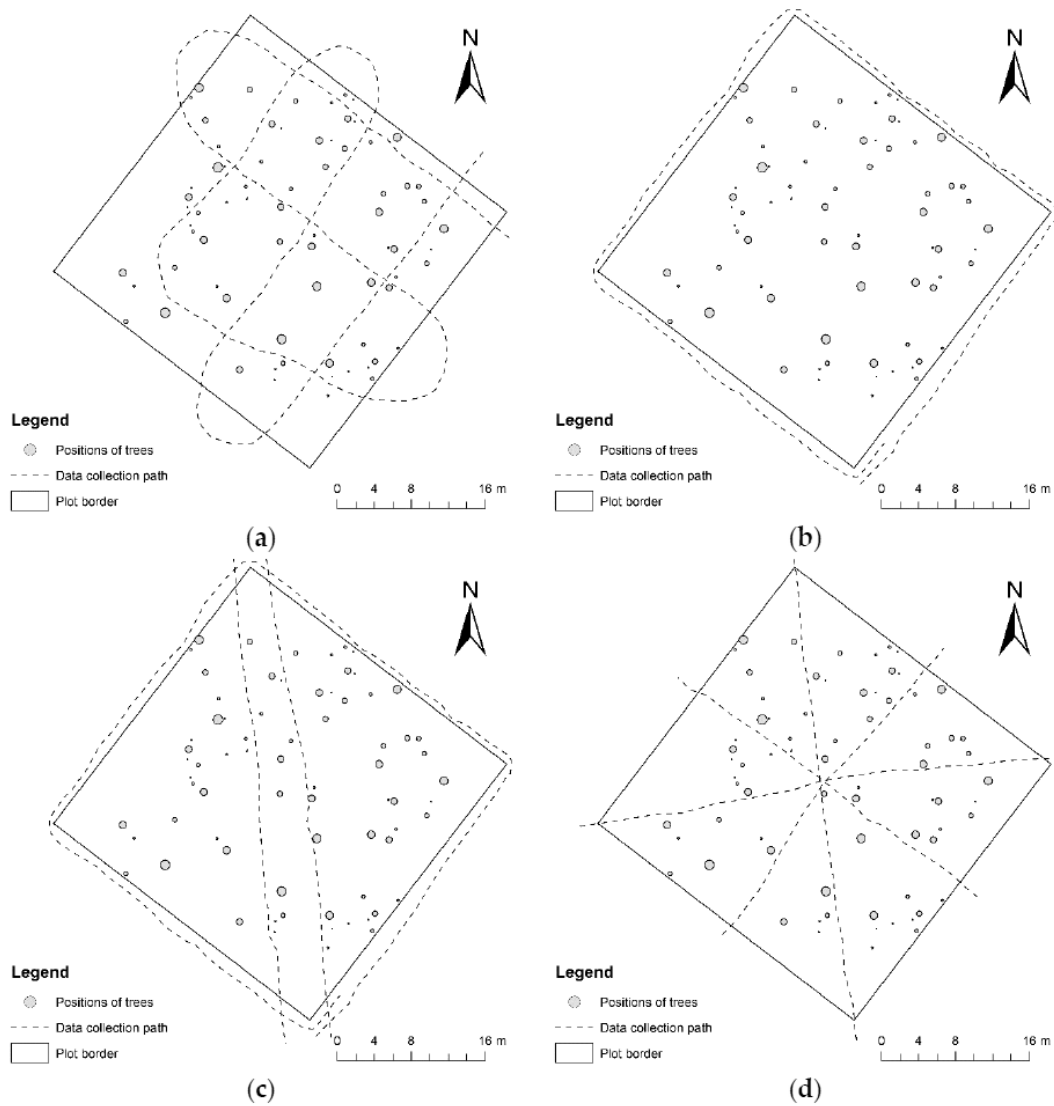 N
Legend
Positions of trees
Data collection path
Plot border
0 4 8 16 m
(a)
N
Legend
Positions of trees
Data collection path
Plot border
0 4 8 16 m
(b)
N
Legend
Positions of trees
Data collection path
Plot border
0 4 8 16 m
(c)
N
Legend
Positions of trees
Data collection path
Plot border
0 4 8 16 m
(d)